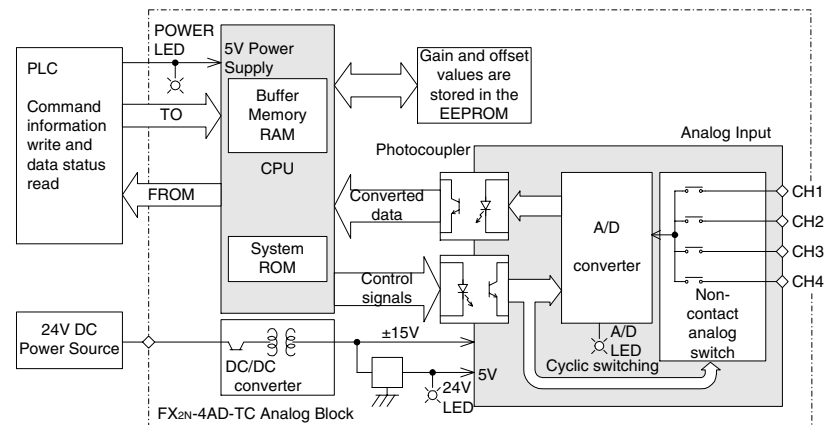 POWER
LED
PLC
Command
information
write and
data status
read
TO
FROM
5V Power
Supply
Buffer
Memory
RAM
CPU
System
ROM
Gain and offset
values are
stored in the
EEPROM
Analog Input
Photocoupler
Converted
data
Control
signals
A/D
converter
CH1
CH2
CH3
CH4
Non-
contact
analog
switch
A/D
LED
Cyclic switching
24V DC
Power Source
DC/DC
converter
±15V
5V
24V
LED
FX2N-4AD-TC Analog Block